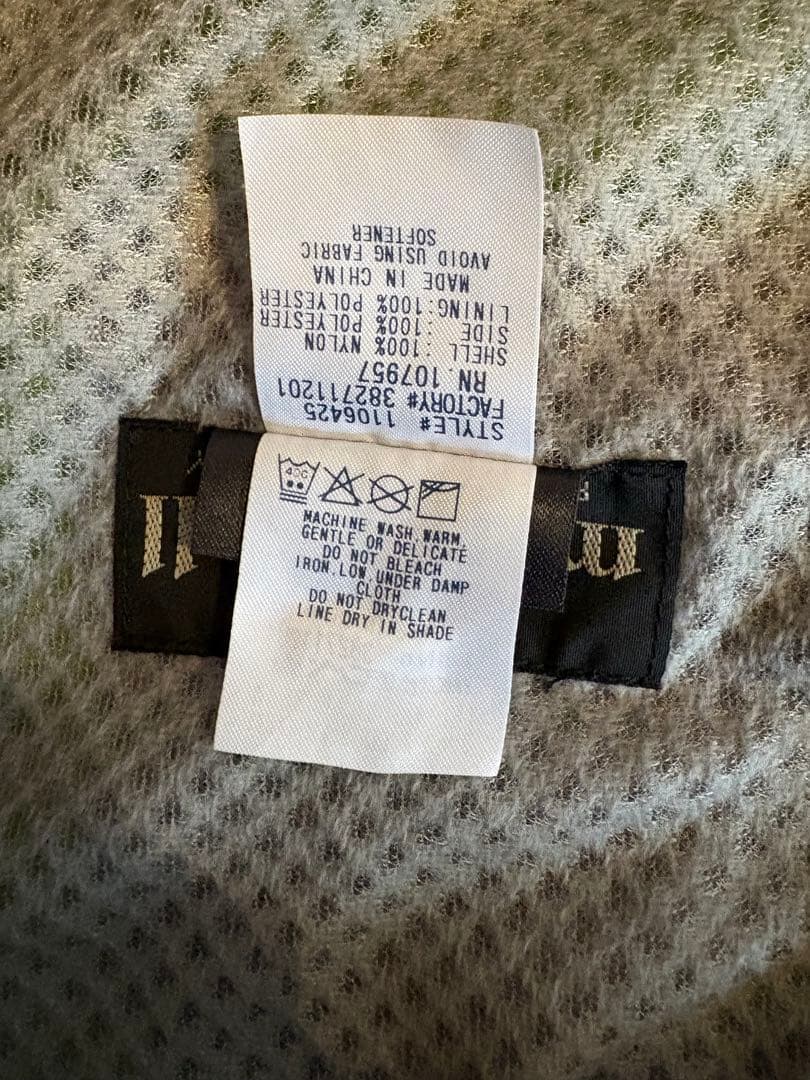 STYLE# 1106425
FACTORY# 382711201
RN. 107957
SHELL : 100% NYLON
SIDE : 100% POLYESTER
LINING: 100% POLYESTER
MADE IN CHINA
AVOID USING FABRIC
SOFTENER
40C
MACHINE WASH WARM,
GENTLE OR DELICATE
DO NOT BLEACH
IRON.LOW UNDER DAMP
CLOTH
DO NOT DRYCLEAN
LINE DRY IN SHADE